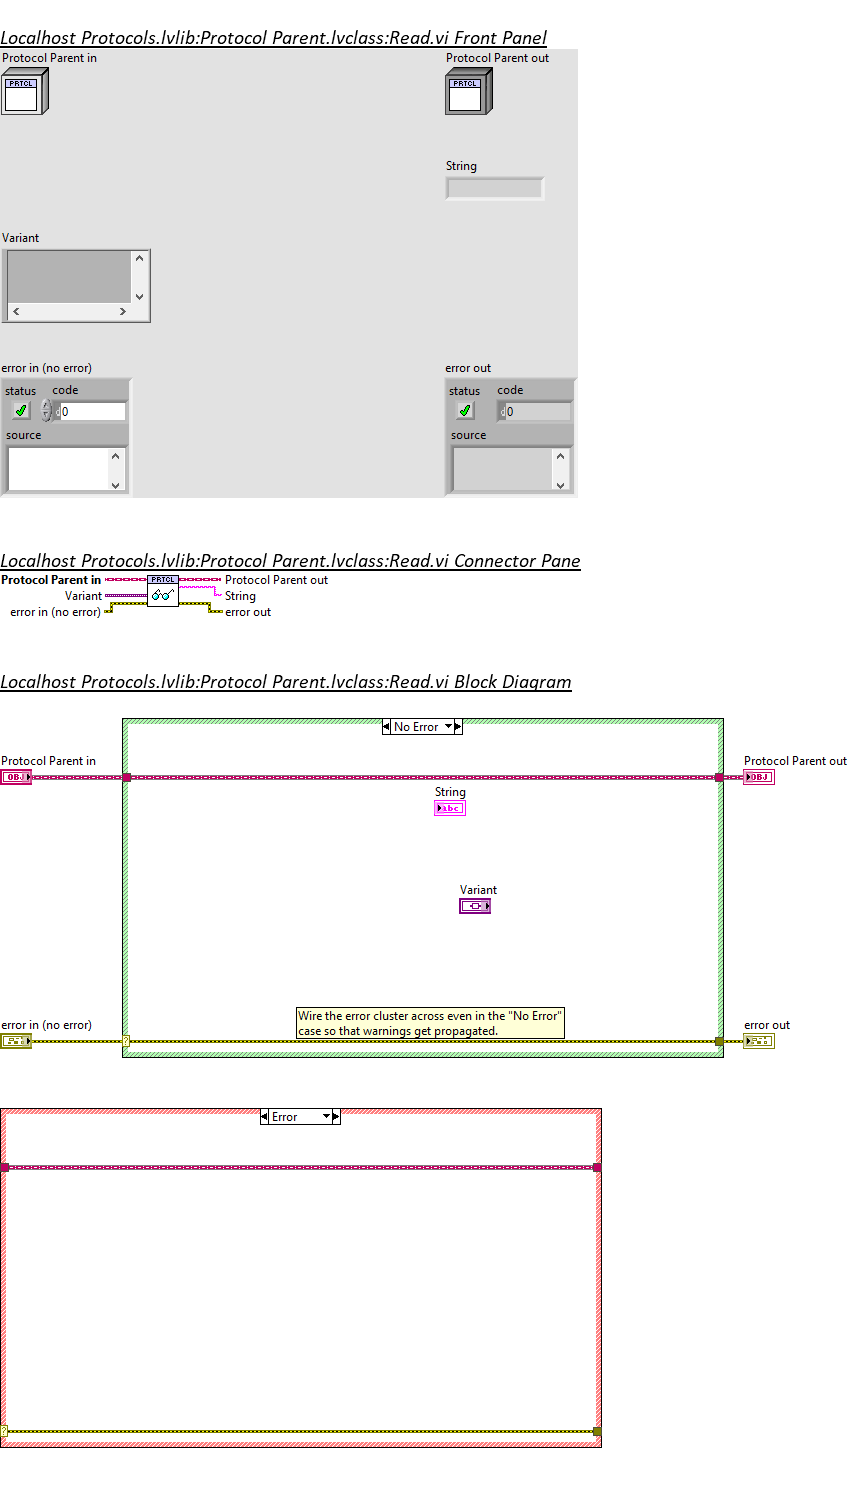 Localhost Protocols.lvlib:Protocol Parent.lvclass:Read.vi Front Panel
Protocol Parent in
Protocol Parent out
PRTCL
PRTCL
String
Variant
error in (no error)
error out
status
code
status
code
d
0
d
0
source
source
Localhost Protocols.lvlib:Protocol Parent.lvclass:Read.vi Connector Pane
Protocol Parent in
PRTCL
Protocol Parent out
Variant
String
error in (no error)
error out
Localhost Protocols.lvlib:Protocol Parent.lvclass:Read.vi Block Diagram
No Error
Protocol Parent in
Protocol Parent out
OBJ
OBJ
String
abc
Variant
Wire the error cluster across even in the "No Error"
case so that warnings get propagated.
error in (no error)
error out
?
Error
?